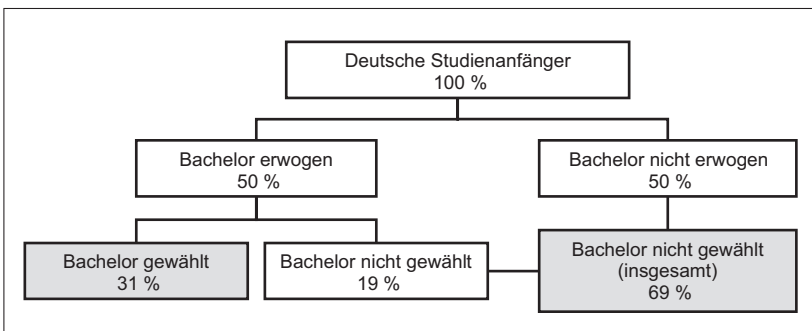 Deutsche Studienanfänger
100 %
Bachelor erwogen
50 %
Bachelor nicht erwogen
50 %
Bachelor gewählt
31 %
Bachelor nicht gewählt
19 %
Bachelor nicht gewählt
(insgesamt)
69 %